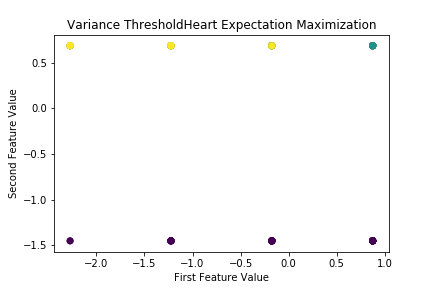 Variance ThresholdHeart Expectation Maximization
0.5
0.0
−0.5
−1.0
−1.5
Second Feature Value
−2.0 −1.5 −1.0 −0.5 0.0 0.5 1.0
First Feature Value